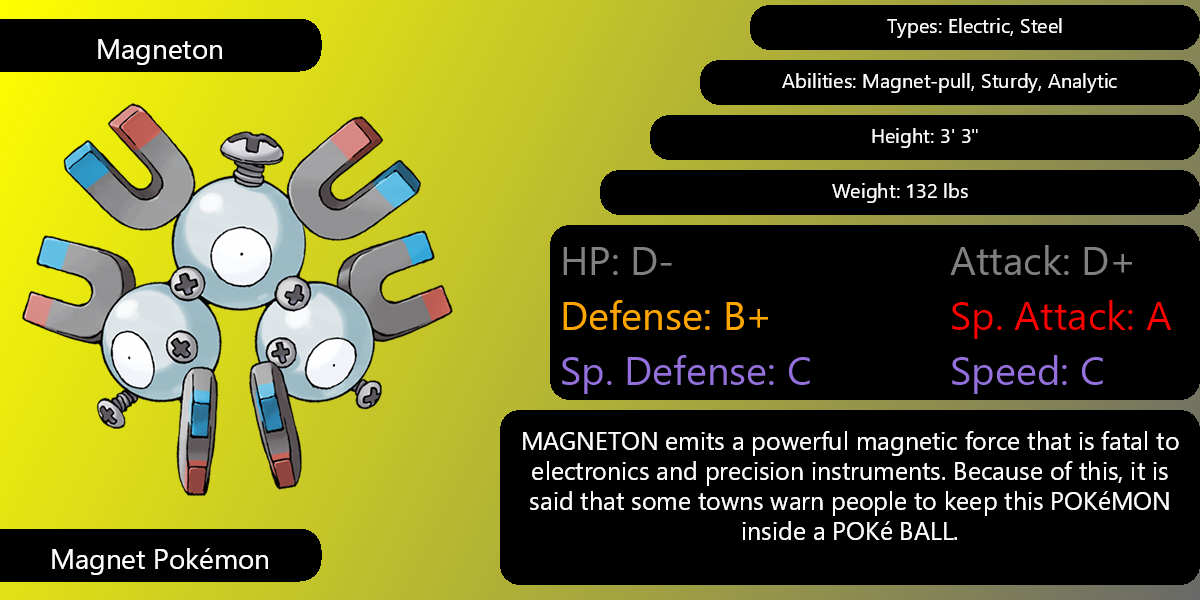 Magneton
Types: Electric, Steel
Abilities: Magnet-pull, Sturdy, Analytic
Height: 3' 3"
Weight: 132 lbs
HP: D-
Attack: D+
Defense: B+
Sp. Attack: A
Sp. Defense: C
Speed: C
MAGNETON emits a powerful magnetic force that is fatal to
electronics and precision instruments. Because of this, it is
said that some towns warn people to keep this POKéMON
inside a POKé BALL.
Magnet Pokémon